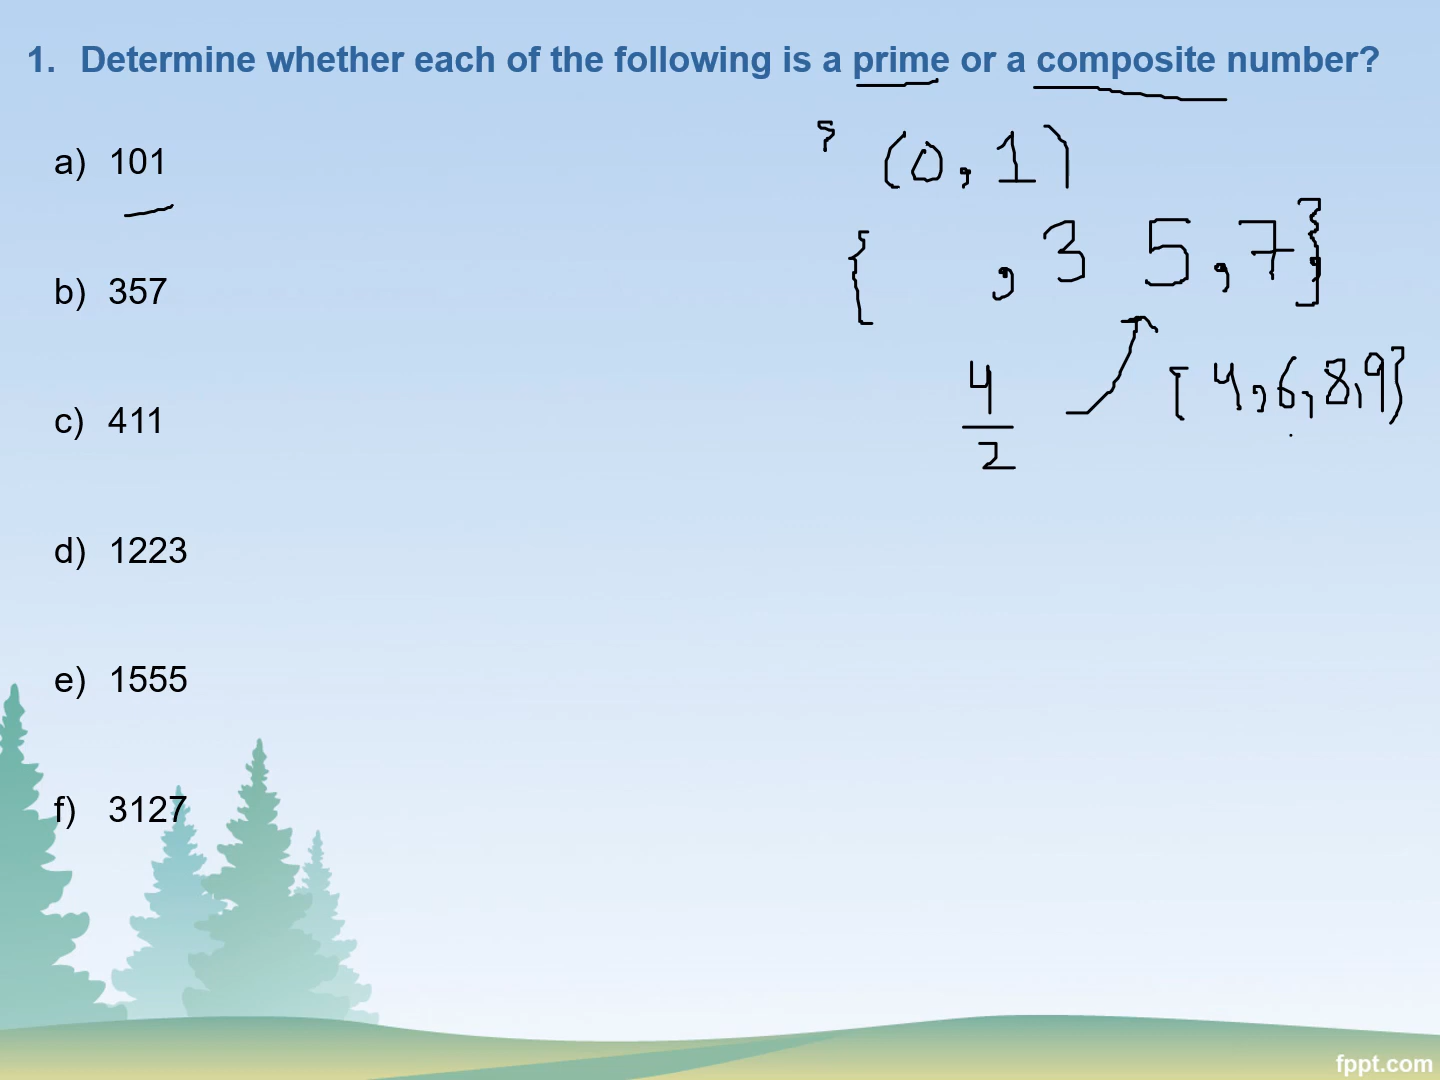 1. Determine whether each of the following is a prime or a composite number?
(0,1)
a) 101
{ , 3 5,7}
b) 357
4
2
[4,6,8,9]
c) 411
d) 1223
e) 1555
f) 3127
fppt.com